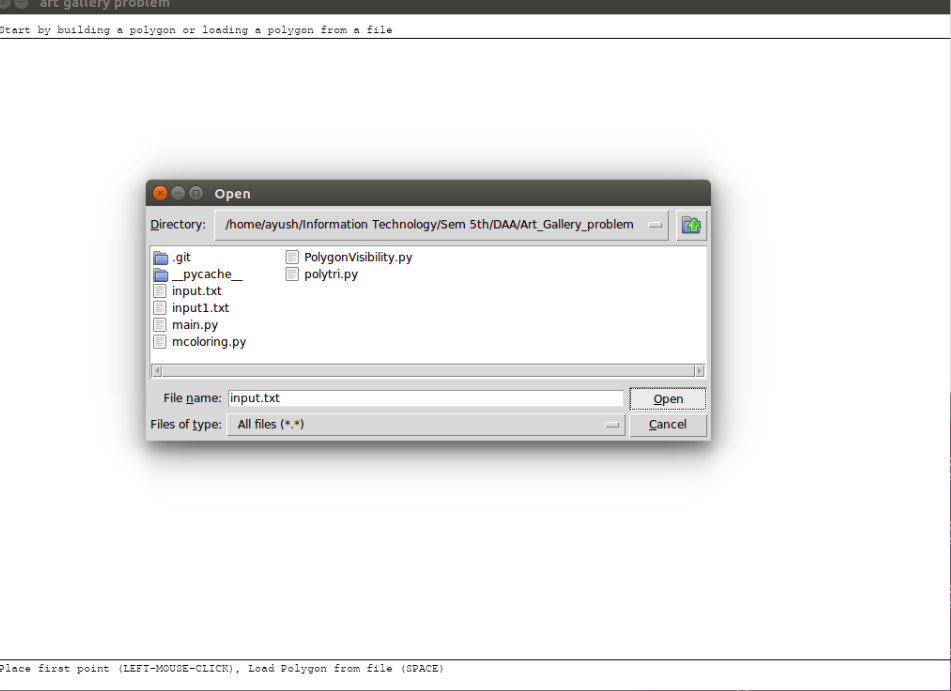 art gallery problem
Start by building a polygon or loading a polygon from a file
Open
Directory: /home/ayush/Information Technology/Sem 5th/DAA/Art_Gallery_problem
.git
__pycache__
input.txt
input1.txt
main.py
mcoloring.py
PolygonVisibility.py
polytri.py
File name: input.txt
Open
Files of type: All files (*.*)
Cancel
Place first point (LEFT-MOUSE-CLICK), Load Polygon from file (SPACE)